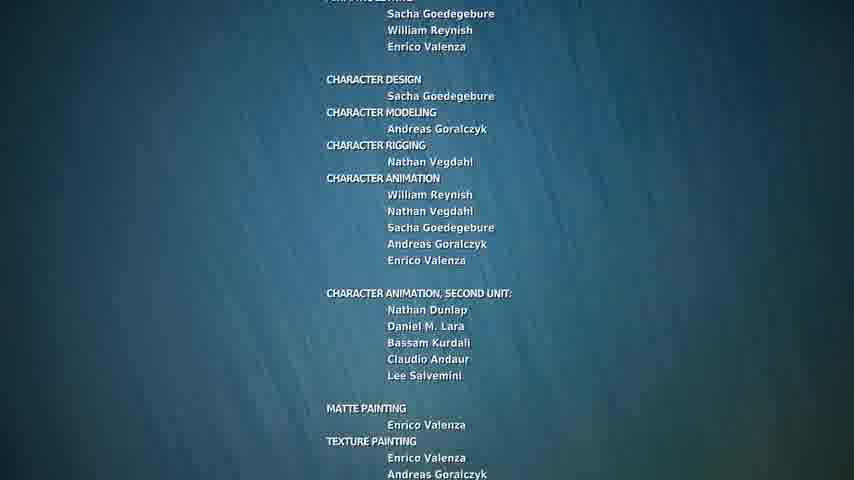 Sacha Goedegebure
William Reynish
Enrico Valenza
CHARACTER DESIGN
Sacha Goedegebure
CHARACTER MODELING
Andreas Goralczyk
CHARACTER RIGGING
Nathan Vegdahl
CHARACTER ANIMATION
William Reynish
Nathan Vegdahl
Sacha Goedegebure
Andreas Goralczyk
Enrico Valenza
CHARACTER ANIMATION, SECOND UNIT:
Nathan Dunlap
Daniel M. Lara
Bassam Kurdali
Claudio Andaur
Lee Salvemini
MATTE PAINTING
Enrico Valenza
TEXTURE PAINTING
Enrico Valenza
Andreas Goralczyk